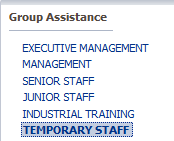 Group Assistance
EXECUTIVE MANAGEMENT
MANAGEMENT
SENIOR STAFF
JUNIOR STAFF
INDUSTRIAL TRAINING
TEMPORARY STAFF